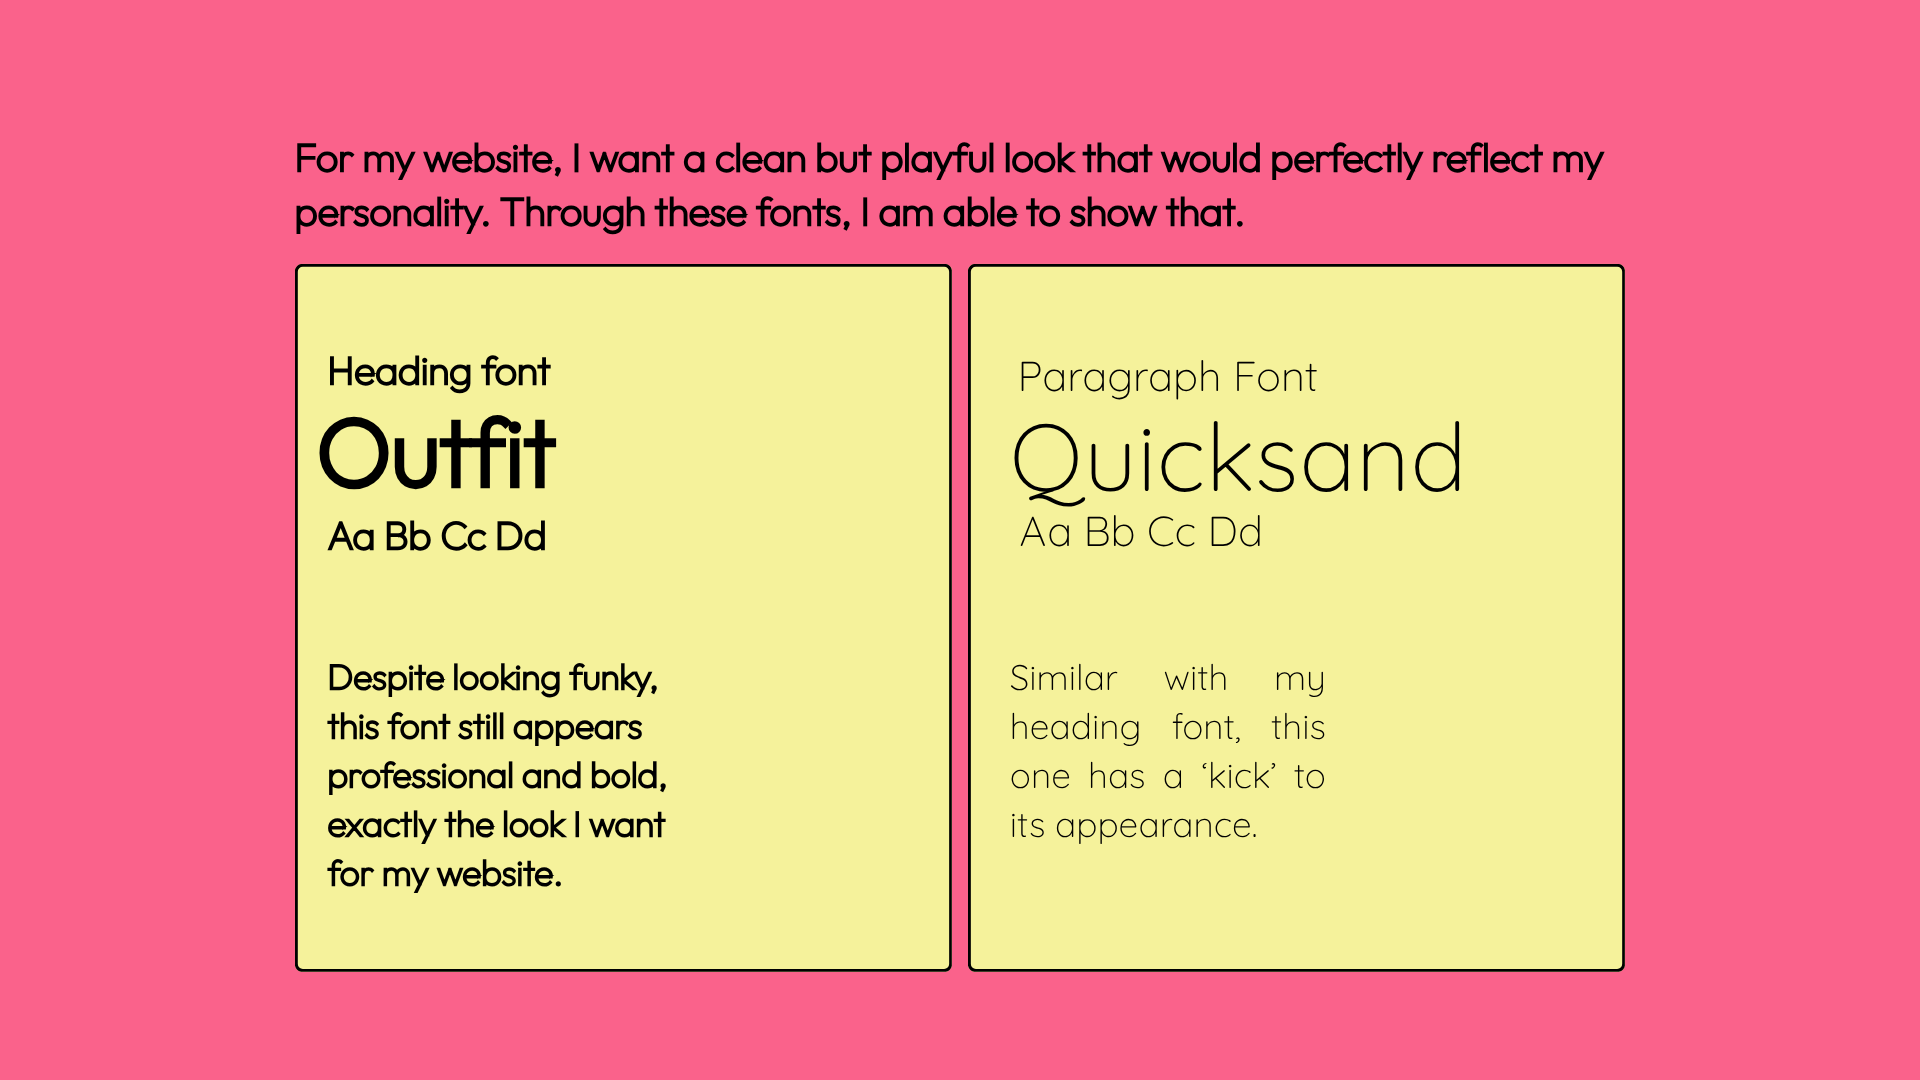 For my website, I want a clean but playful look that would perfectly reflect my
personality. Through these fonts, I am able to show that.
Heading font
Outfit
Aa Bb Cc Dd
Despite looking funky,
this font still appears
professional and bold,
exactly the look I want
for my website.
Paragraph Font
Quicksand
Aa Bb Cc Dd
Similar with my
heading font, this
one has a ‘kick’ to
its appearance.